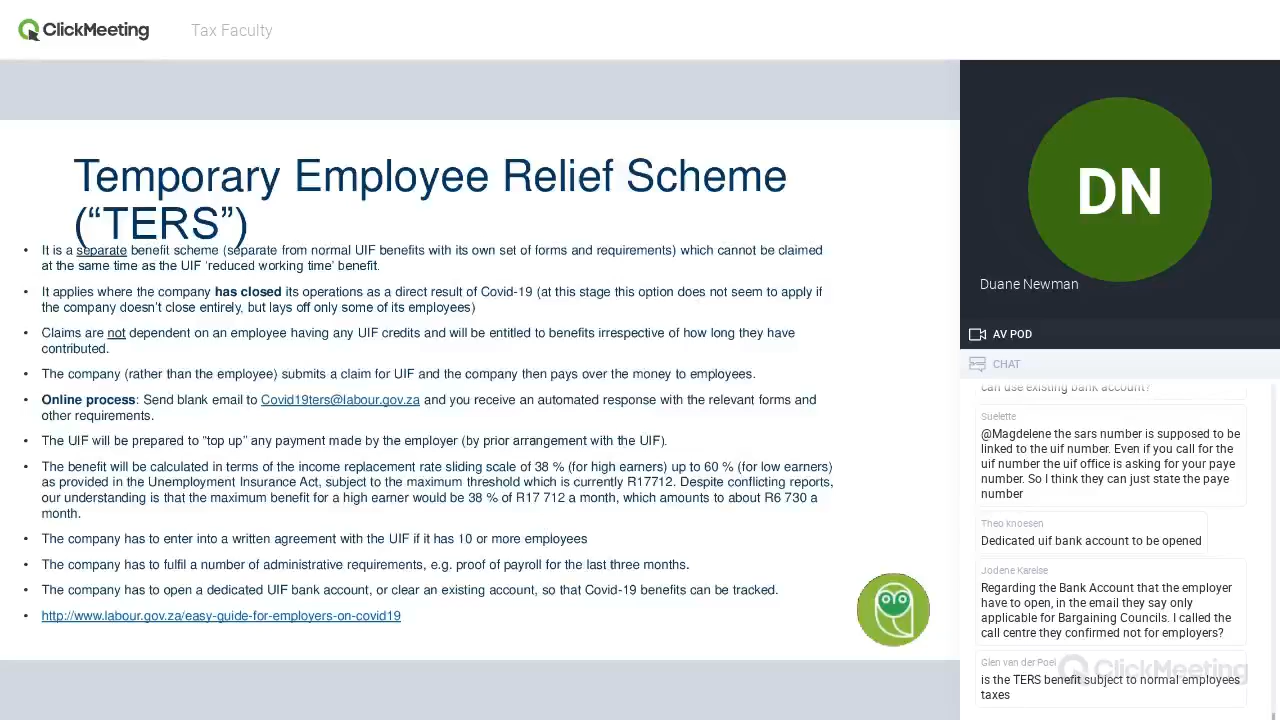 ClickMeeting
Tax Faculty
Temporary Employee Relief Scheme
(“TERS”)
• It is a separate benefit scheme (separate from normal UIF benefits with its own set of forms and requirements) which cannot be claimed
at the same time as the UIF ‘reduced working time’ benefit.
• It applies where the company has closed its operations as a direct result of Covid-19 (at this stage this option does not seem to apply if
the company doesn’t close entirely, but lays off only some of its employees)
• Claims are not dependent on an employee having any UIF credits and will be entitled to benefits irrespective of how long they have
contributed.
• The company (rather than the employee) submits a claim for UIF and the company then pays over the money to employees.
• Online process: Send blank email to Covid19ters@labour.gov.za and you receive an automated response with the relevant forms and
other requirements.
• The UIF will be prepared to “top up” any payment made by the employer (by prior arrangement with the UIF).
• The benefit will be calculated in terms of the income replacement rate sliding scale of 38 % (for high earners) up to 60 % (for low earners)
as provided in the Unemployment Insurance Act, subject to the maximum threshold which is currently R17712. Despite conflicting reports,
our understanding is that the maximum benefit for a high earner would be 38 % of R17 712 a month, which amounts to about R6 730 a
month.
• The company has to enter into a written agreement with the UIF if it has 10 or more employees
• The company has to fulfil a number of administrative requirements, e.g. proof of payroll for the last three months.
• The company has to open a dedicated UIF bank account, or clear an existing account, so that Covid-19 benefits can be tracked.
• http://www.labour.gov.za/easy-guide-for-employers-on-covid19
DN
Duane Newman
AV POD
CHAT
can use existing bank account?
Suelette
@Magdelene the sars number is supposed to be
linked to the uif number. Even if you call for the
uif number the uif office is asking for your paye
number. So I think they can just state the paye
number
Theo knoesen
Dedicated uif bank account to be opened
Jodene Karelse
Regarding the Bank Account that the employer
have to open, in the email they say only
applicable for Bargaining Councils. I called the
call centre they confirmed not for employers?
Glen van der Poel
is the TERS benefit subject to normal employees
taxes
ClickMeeting